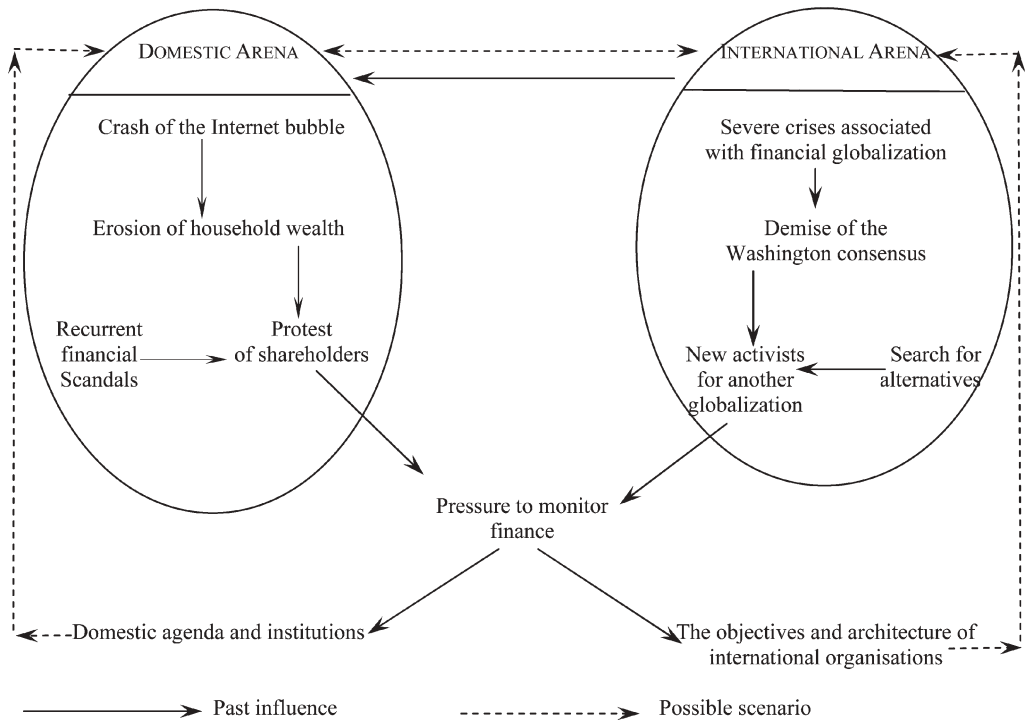 DOMESTIC ARENA
INTERNATIONAL ARENA
Crash of the Internet bubble
Erosion of household wealth
Recurrent
financial
Scandals
Protest
of shareholders
Severe crises associated
with financial globalization
Demise of the
Washington consensus
New activists
for another
globalization
Search for
alternatives
Pressure to monitor
finance
Domestic agenda and institutions
The objectives and architecture of
international organisations
Past influence
Possible scenario